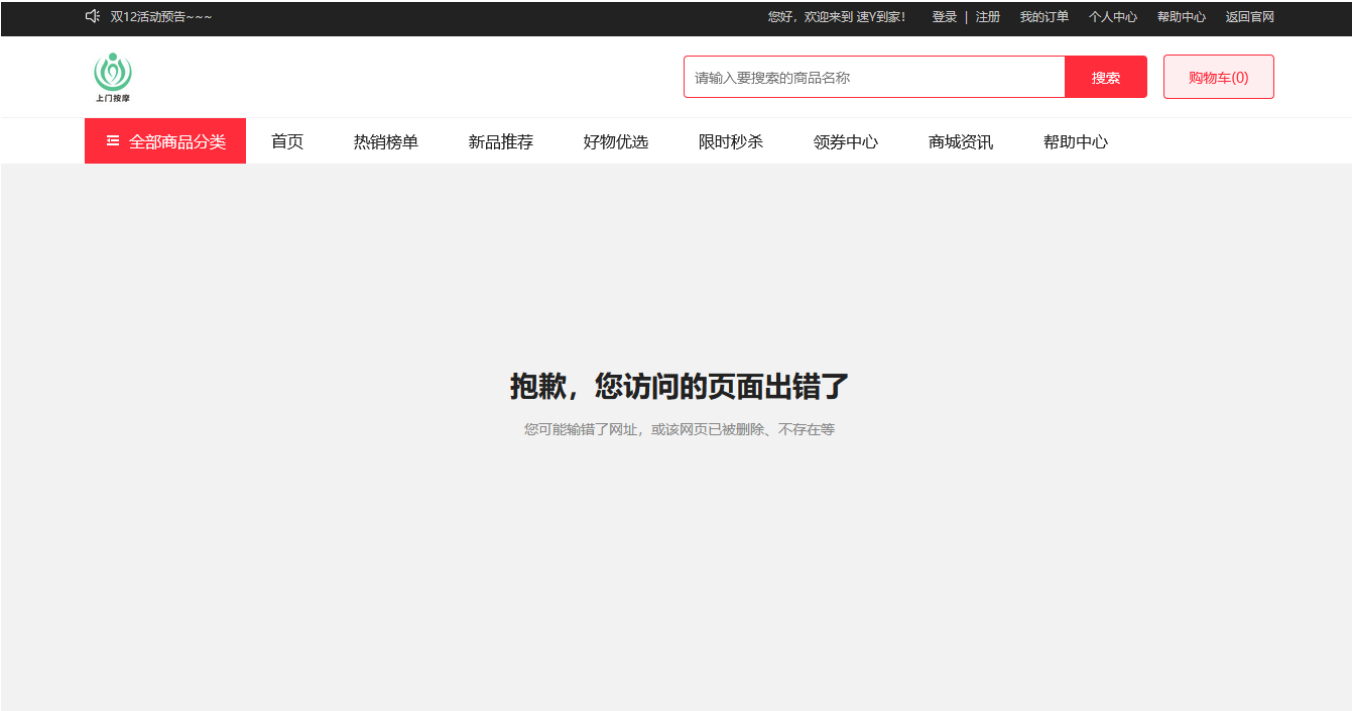 双12活动预告~~~
您好，欢迎来到 速Y到家！ 登录 | 注册 我的订单 个人中心 帮助中心 返回官网
上门按摩
请输入要搜索的商品名称 搜索 购物车(0)
全部商品分类 首页 热销榜单 新品推荐 好物优选 限时秒杀 领券中心 商城资讯 帮助中心
抱歉，您访问的页面出错了
您可能输错了网址，或该网页已被删除、不存在等